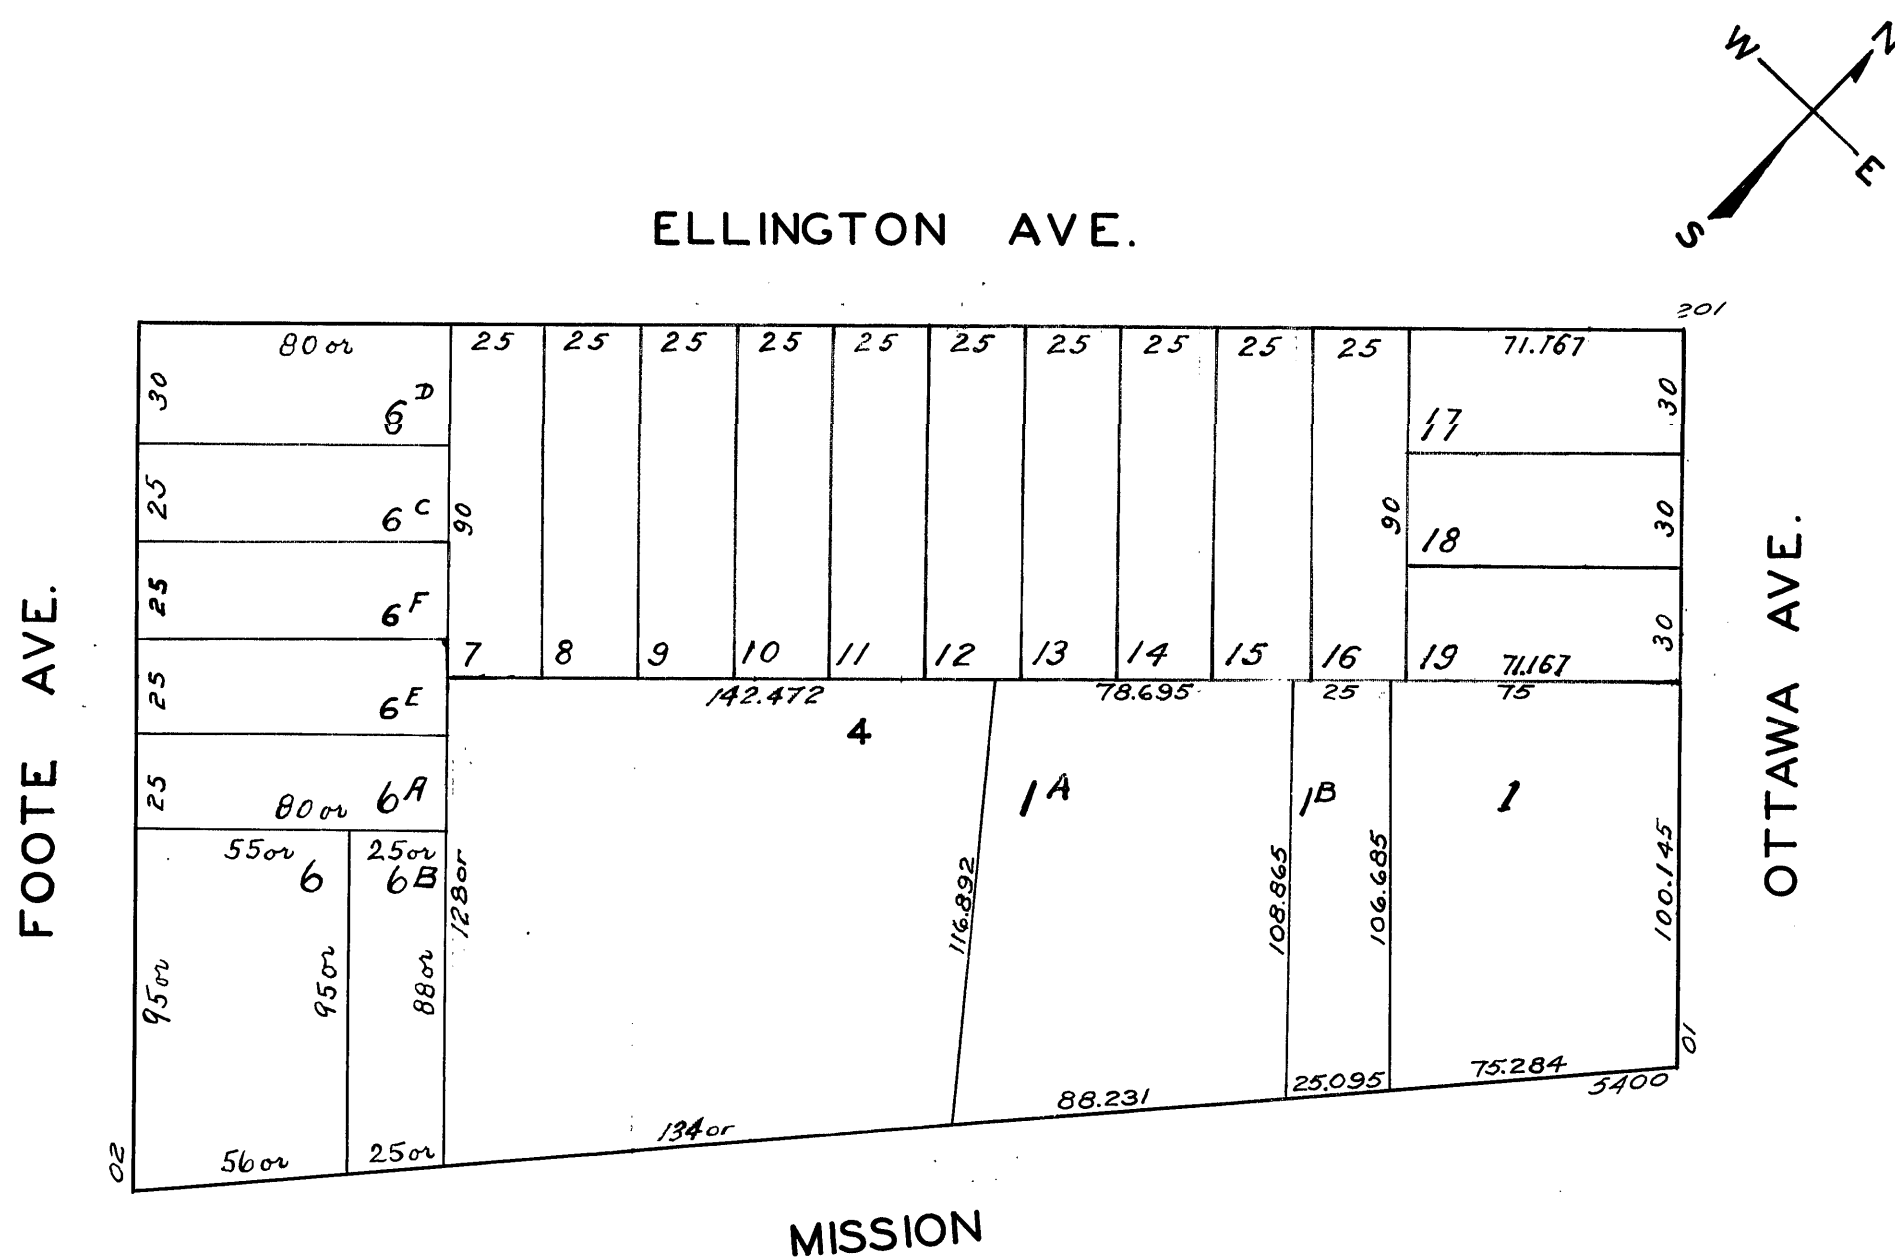 W
N
E
S
ELLINGTON AVE.
201
80 or
25 25 25 25 25 25 25 25 25 25
71.167
30
6D
8
25
6C
25
6F
25
6E
25
6A
80 or
90
90
17
11
30
18
30
19
30
71.167
7 8 9 10 11 12 13 14 15 16
142.472
78.695
25
75
4
1A
1B
1
FOOTE AVE.
OTTAWA AVE.
55 or
25 or
6
6B
128 or
95 or
95 or
88 or
116.892
108.865
106.685
100.145
02
56 or
25 or
134 or
88.231
25.095
75.284
5400
01
MISSION